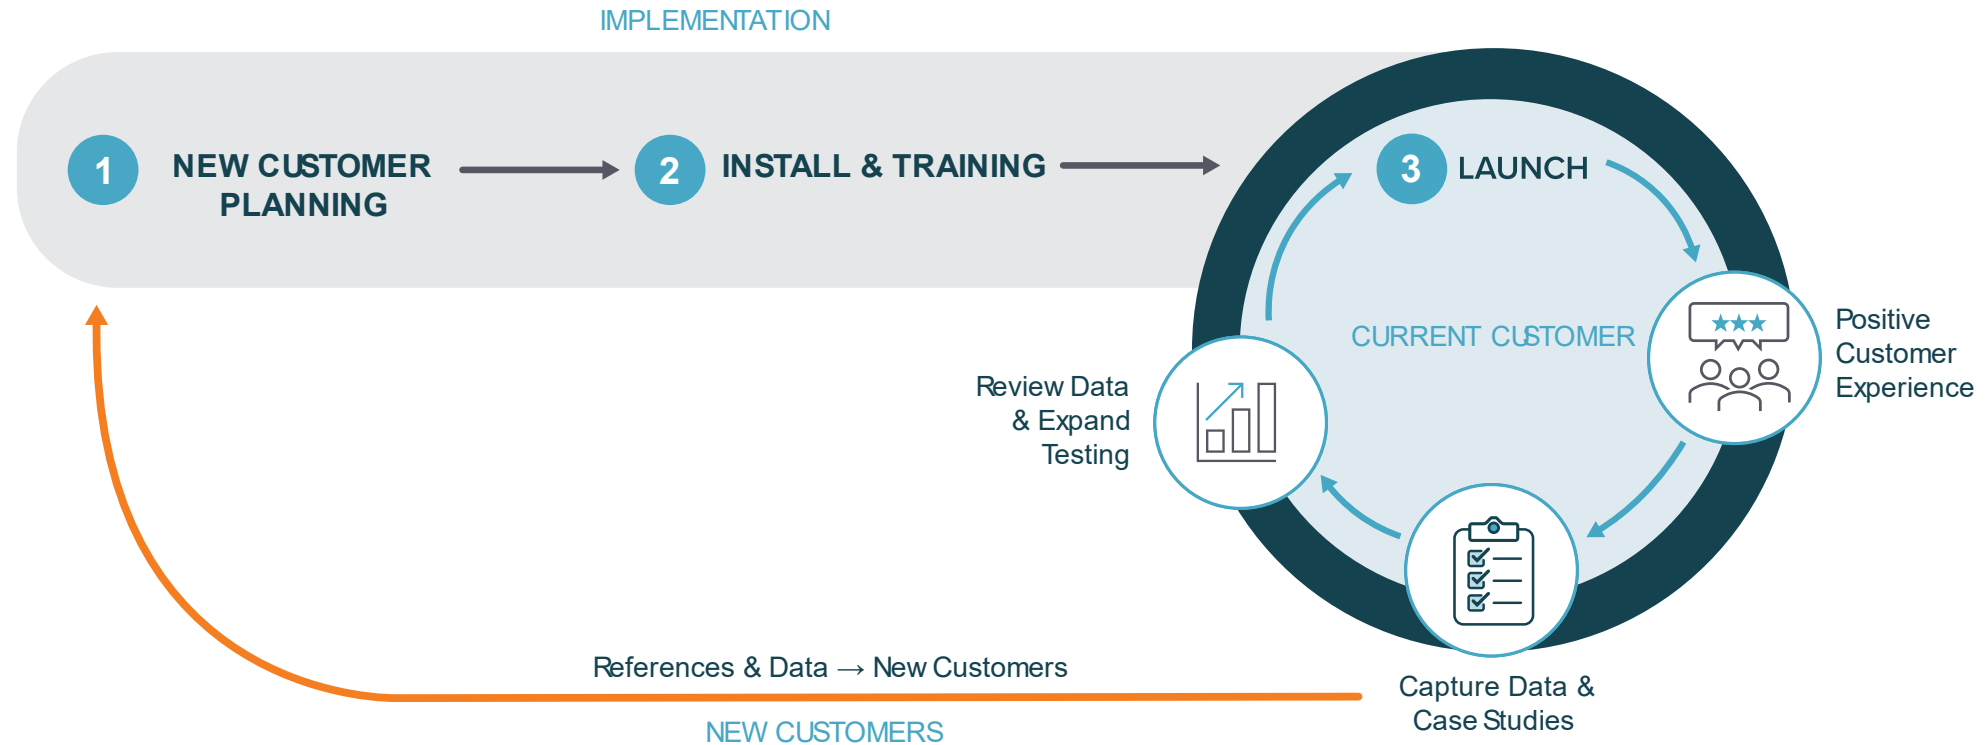 IMPLEMENTATION
1
NEW CUSTOMER
PLANNING
2
INSTALL & TRAINING
3
LAUNCH
CURRENT CUSTOMER
Positive
Customer
Experience
Review Data
& Expand
Testing
Capture Data &
Case Studies
References & Data → New Customers
NEW CUSTOMERS